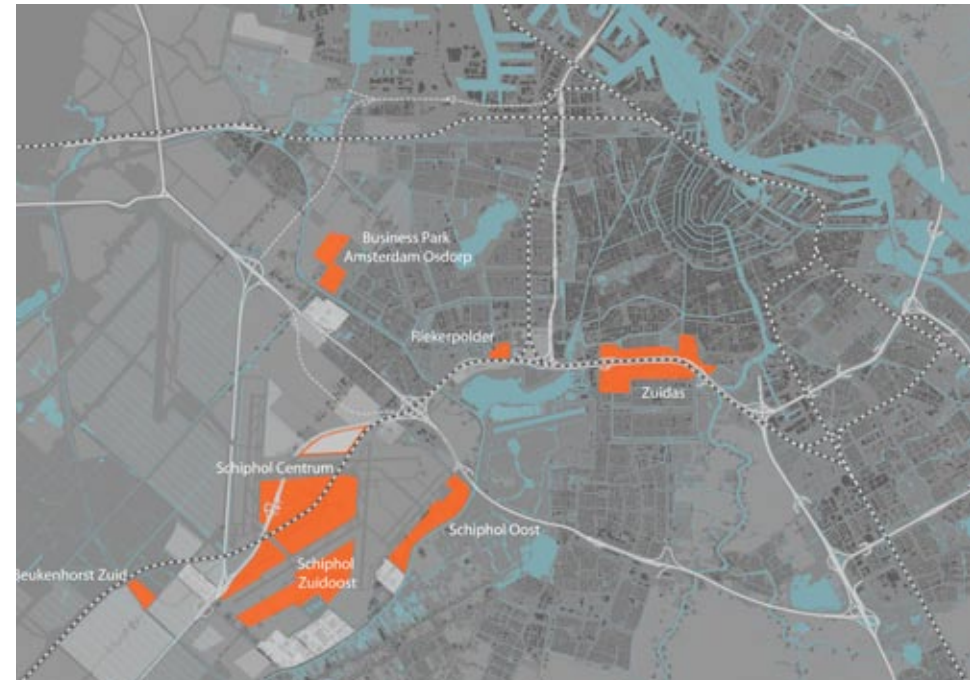 Business Park
Amsterdam Osdorp
Riekerpolder
Zuidas
Schiphol Centrum
Schiphol Oost
Schiphol
Zuidoost
Beukenhorst Zuid